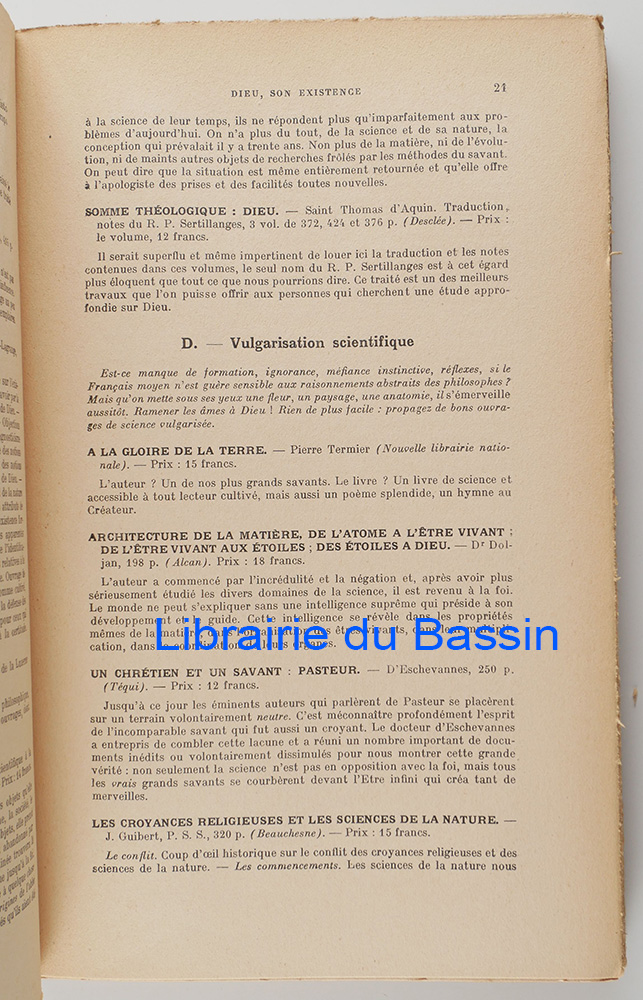 DIEU, SON EXISTENCE 21
à la science de leur temps, ils ne répondent plus qu'imparfaitement aux pro-
blèmes d'aujourd'hui. On n'a plus du tout, de la science et de sa nature, la
conception qui prévalait il y a trente ans. Non plus de la matière, ni de l'évolu-
tion, ni de maints autres objets de recherches frôlés par les méthodes du savant.
On peut dire que la situation est même entièrement retournée et qu'elle offre
à l'apologiste des prises et des facilités toutes nouvelles.
SOMME THÉOLOGIQUE : DIEU. — Saint Thomas d'Aquin. Traduction,
notes du R. P. Sertillanges, 3 vol. de 372, 424 et 376 p. (Desclée). — Prix :
le volume, 12 francs.
Il serait superflu et même impertinent de louer ici la traduction et les notes
contenues dans ces volumes, le seul nom du R. P. Sertillanges est à cet égard
plus éloquent que tout ce que nous pourrions dire. Ce traité est un des meilleurs
travaux que l'on puisse offrir aux personnes qui cherchent une étude appro-
fondie sur Dieu.
D. — Vulgarisation scientifique
Est-ce manque de formation, ignorance, méfiance instinctive, réflexes, si le
Français moyen n'est guère sensible aux raisonnements abstraits des philosophes ?
Mais qu'on mette sous ses yeux une fleur, un paysage, une anatomie, il s'émerveille
aussitôt. Ramener les âmes à Dieu ! Rien de plus facile : propagez de bons ouvra-
ges de science vulgarisée.
A LA GLOIRE DE LA TERRE. — Pierre Termier (Nouvelle librairie natio-
nale). — Prix : 15 francs.
L'auteur ? Un de nos plus grands savants. Le livre ? Un livre de science et
accessible à tout lecteur cultivé, mais aussi un poème splendide, un hymne au
Créateur.
ARCHITECTURE DE LA MATIÈRE, DE L'ATOME A L'ÊTRE VIVANT ;
DE L'ÊTRE VIVANT AUX ÉTOILES ; DES ÉTOILES A DIEU. — Dr Dol-
jan, 198 p. (Alcan). Prix : 18 francs.
L'auteur a commencé par l'incrédulité et la négation et, après avoir plus
sérieusement étudié les divers domaines de la science, il est revenu à la foi.
Le monde ne peut s'expliquer sans une intelligence suprême qui préside à son
développement et le guide. Cette intelligence se révèle dans les propriétés
mêmes de la matière, dans l'organisation des êtres vivants, dans leur multipli-
cation, dans la coordination de leurs organes.
Librairie du Bassin
UN CHRÉTIEN ET UN SAVANT : PASTEUR. — D'Eschevannes, 250 p.
(Téqui). — Prix : 12 francs.
Jusqu'à ce jour les éminents auteurs qui parlèrent de Pasteur se placèrent
sur un terrain volontairement neutre. C'est méconnaître profondément l'esprit
de l'incomparable savant qui fut aussi un croyant. Le docteur d'Eschevannes
a entrepris de combler cette lacune et a réuni un nombre important de docu-
ments inédits ou volontairement dissimulés pour nous montrer cette grande
vérité : non seulement la science n'est pas en opposition avec la foi, mais tous
les vrais grands savants se courbèrent devant l'Etre infini qui créa tant de
merveilles.
LES CROYANCES RELIGIEUSES ET LES SCIENCES DE LA NATURE. —
J. Guibert, P. S. S., 320 p. (Beauchesne). — Prix : 15 francs.
Le conflit. Coup d'œil historique sur le conflit des croyances religieuses et des
sciences de la nature. — Les commencements. Les sciences de la nature nous